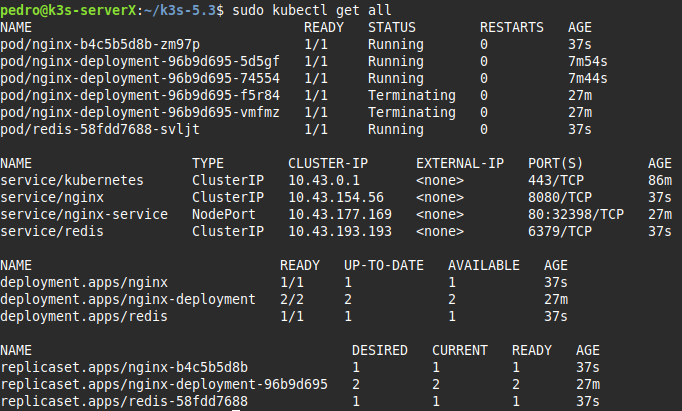 pedro@k3s-serverX:~/k3s-5.3$ sudo kubectl get all
NAME                                  READY   STATUS        RESTARTS   AGE
pod/nginx-b4c5b5d8b-zm97p             1/1     Running       0          37s
pod/nginx-deployment-96b9d695-5d5gf   1/1     Running       0          7m54s
pod/nginx-deployment-96b9d695-74554   1/1     Running       0          7m44s
pod/nginx-deployment-96b9d695-f5r84   1/1     Terminating   0          27m
pod/nginx-deployment-96b9d695-vmfmz   1/1     Terminating   0          27m
pod/redis-58fdd7688-svljt             1/1     Running       0          37s

NAME                    TYPE        CLUSTER-IP      EXTERNAL-IP   PORT(S)        AGE
service/kubernetes      ClusterIP   10.43.0.1       <none>        443/TCP        86m
service/nginx           ClusterIP   10.43.154.56    <none>        8080/TCP       37s
service/nginx-service   NodePort    10.43.177.169   <none>        80:32398/TCP   27m
service/redis           ClusterIP   10.43.193.193   <none>        6379/TCP       37s

NAME                               READY   UP-TO-DATE   AVAILABLE   AGE
deployment.apps/nginx              1/1     1            1           37s
deployment.apps/nginx-deployment   2/2     2            2           27m
deployment.apps/redis              1/1     1            1           37s

NAME                                        DESIRED   CURRENT   READY   AGE
replicaset.apps/nginx-b4c5b5d8b             1         1         1       37s
replicaset.apps/nginx-deployment-96b9d695   2         2         2       27m
replicaset.apps/redis-58fdd7688             1         1         1       37s